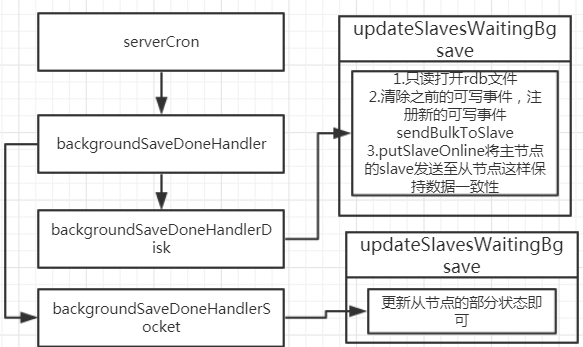 serverCron
backgroundSaveDoneHandler
backgroundSaveDoneHandlerD
isk
backgroundSaveDoneHandlerS
ocket
updateSlavesWaitingBg
save
1.只读打开rdb文件
2.清除之前的可写事件，注
册新的可写事件
sendBulkToSlave
3.putSlaveOnline将主节点
的slave发送至从节点这样保
持数据一致性
updateSlavesWaitingBg
save
更新从节点的部分状态即
可